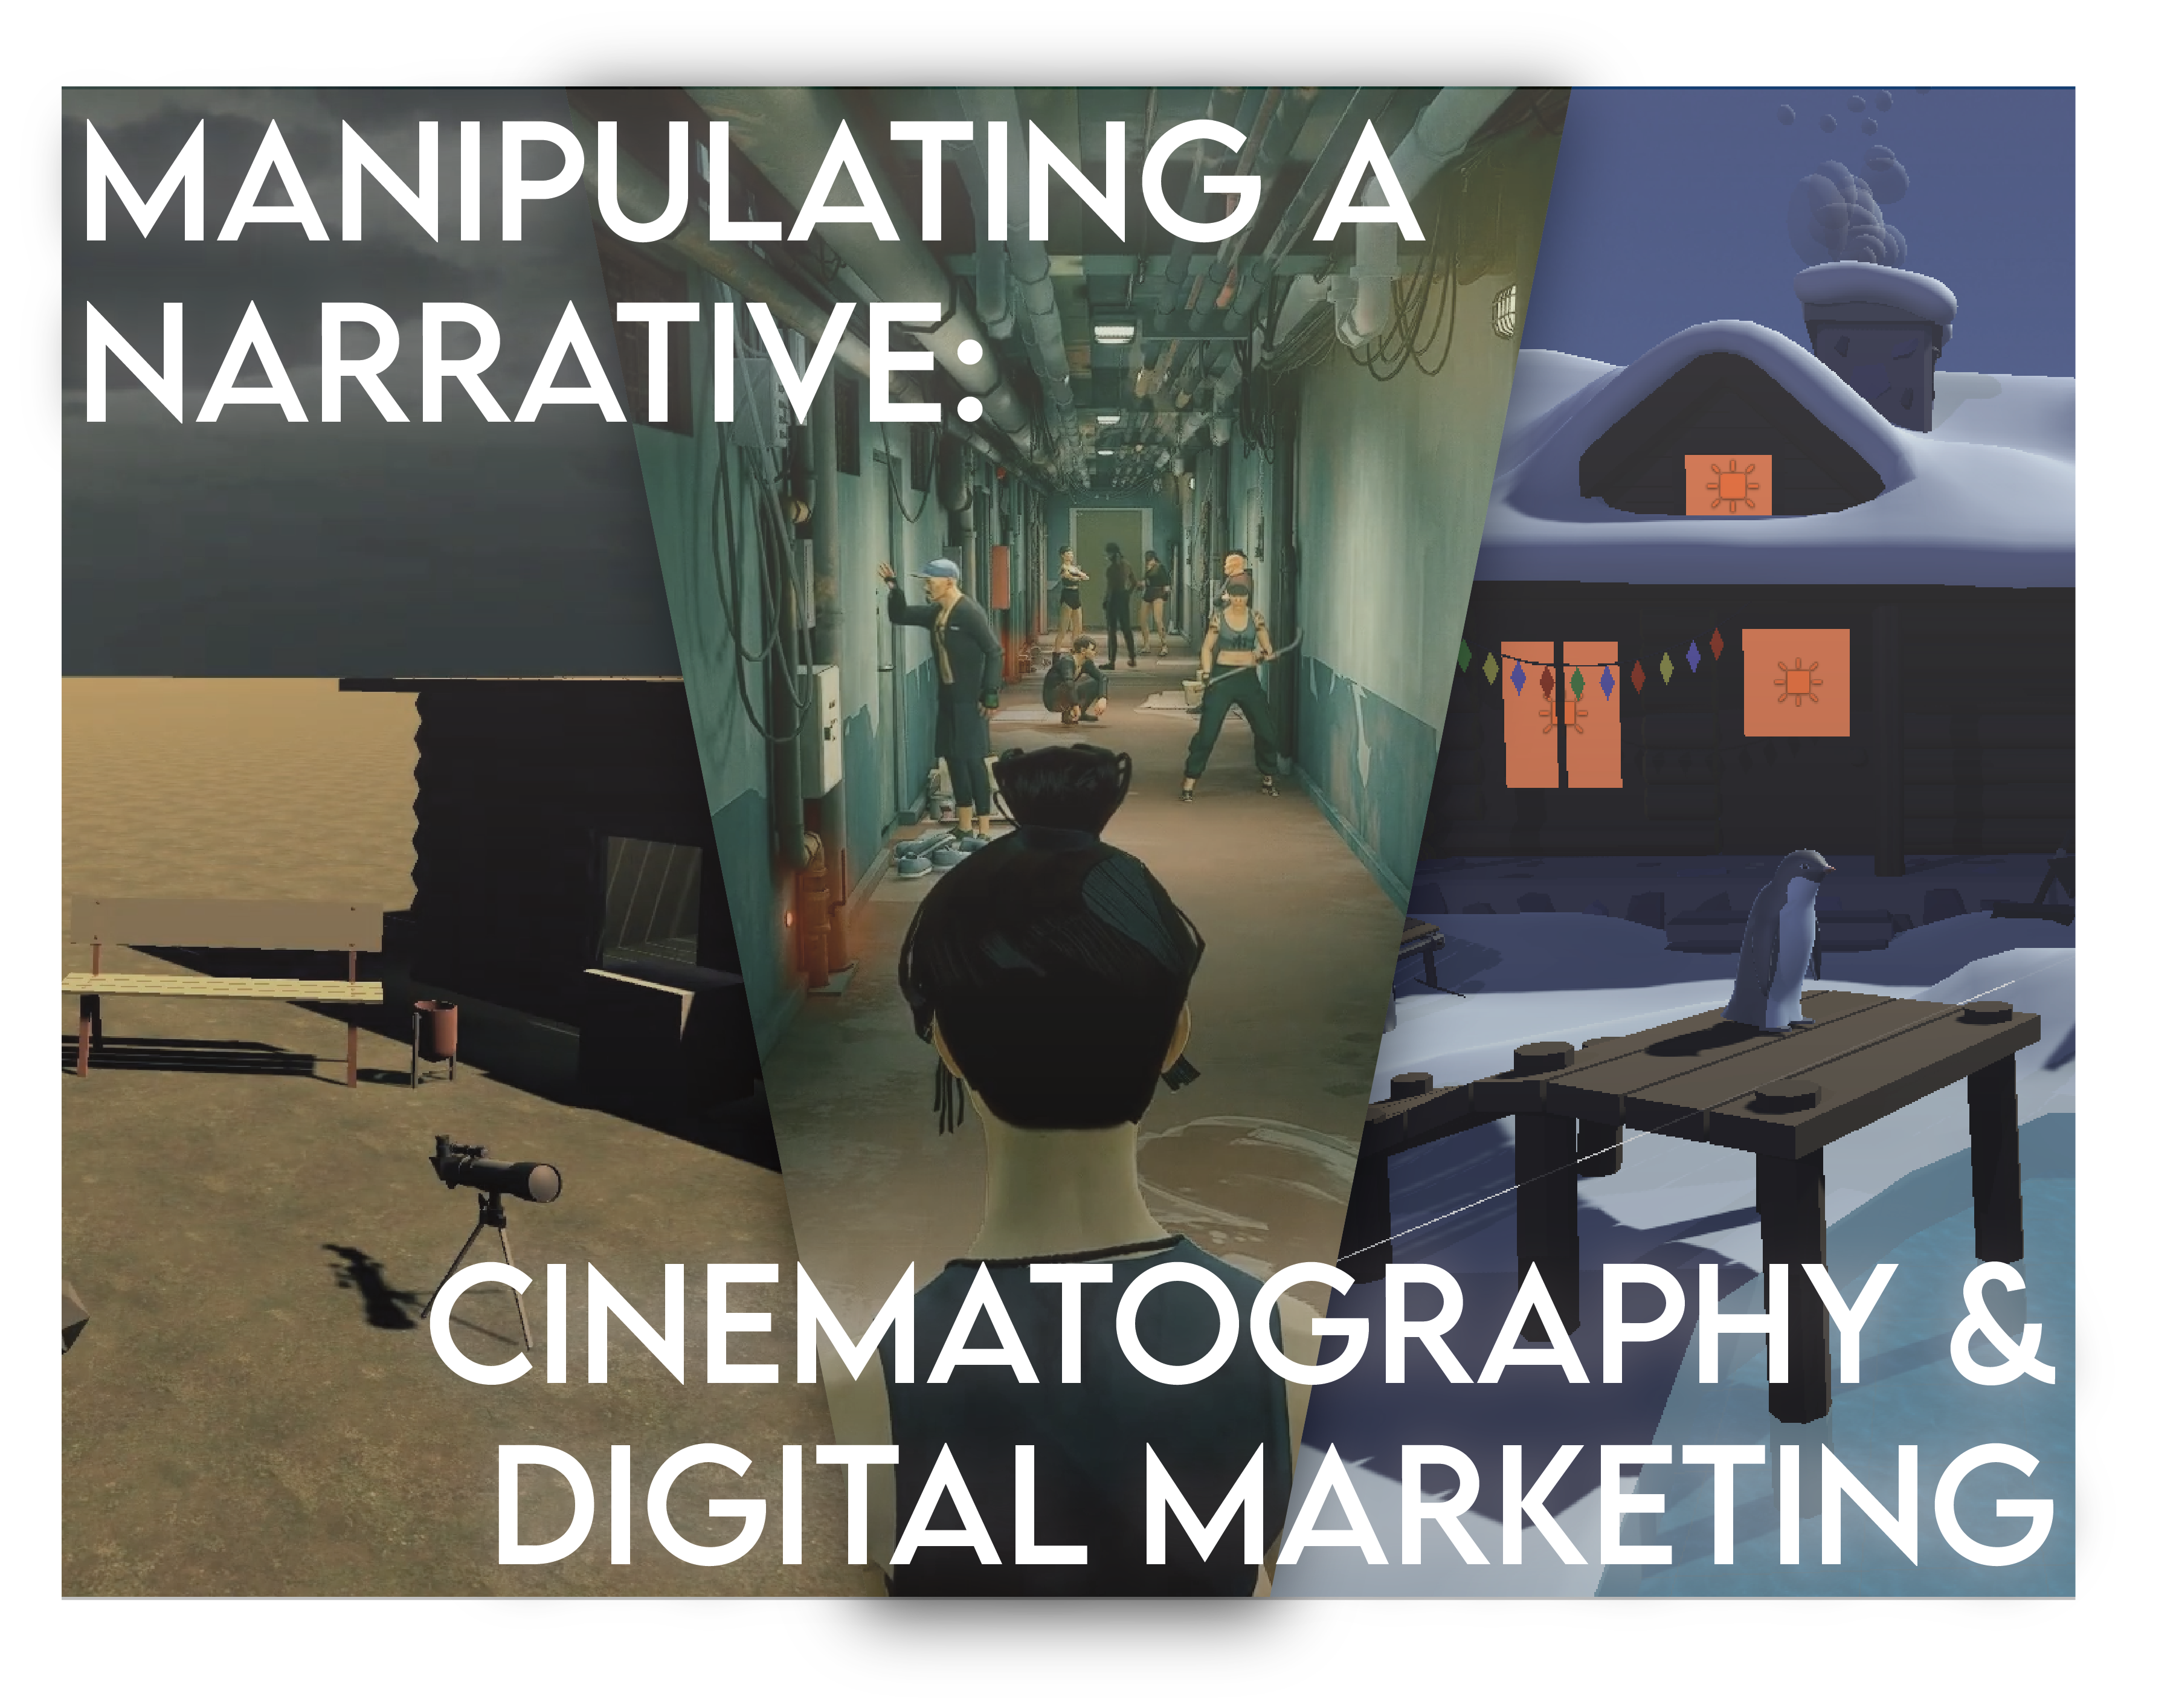 MANIPULATING A
NARRATIVE:
CINEMATOGRAPHY &
DIGITAL MARKETING